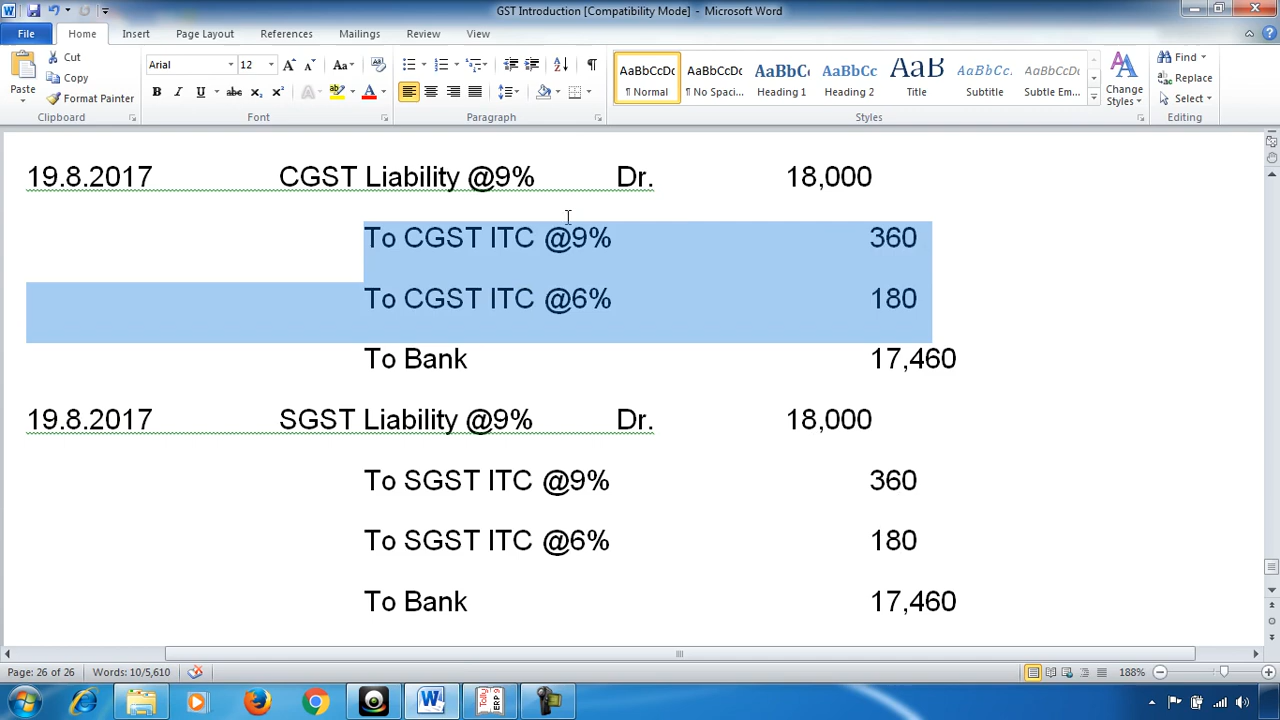 GST Introduction [Compatibility Mode] - Microsoft Word
File Home Insert Page Layout References Mailings Review View
Cut
Copy
Format Painter
Paste
Clipboard
Arial 12
Font
Paragraph
AaBbCcDc AaBbCcDc AaBbC AaBbCc AaB AaBbCc. AaBbCcDc
¶ Normal ¶ No Spaci... Heading 1 Heading 2 Title Subtitle Subtle Em...
Change Styles
Styles
Find
Replace
Select
Editing
19.8.2017 CGST Liability @9% Dr. 18,000
To CGST ITC @9% 360
To CGST ITC @6% 180
To Bank 17,460
19.8.2017 SGST Liability @9% Dr. 18,000
To SGST ITC @9% 360
To SGST ITC @6% 180
To Bank 17,460
Page: 26 of 26 Words: 10/5,610 188%
Tally ERP 9